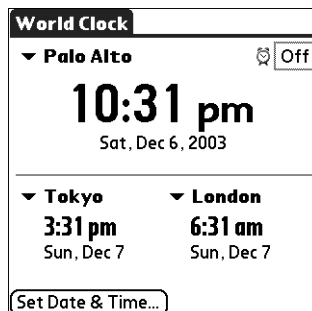 World Clock
Palo Alto Off
10:31 pm
Sat, Dec 6, 2003
Tokyo London
3:31 pm 6:31 am
Sun, Dec 7 Sun, Dec 7
Set Date & Time...